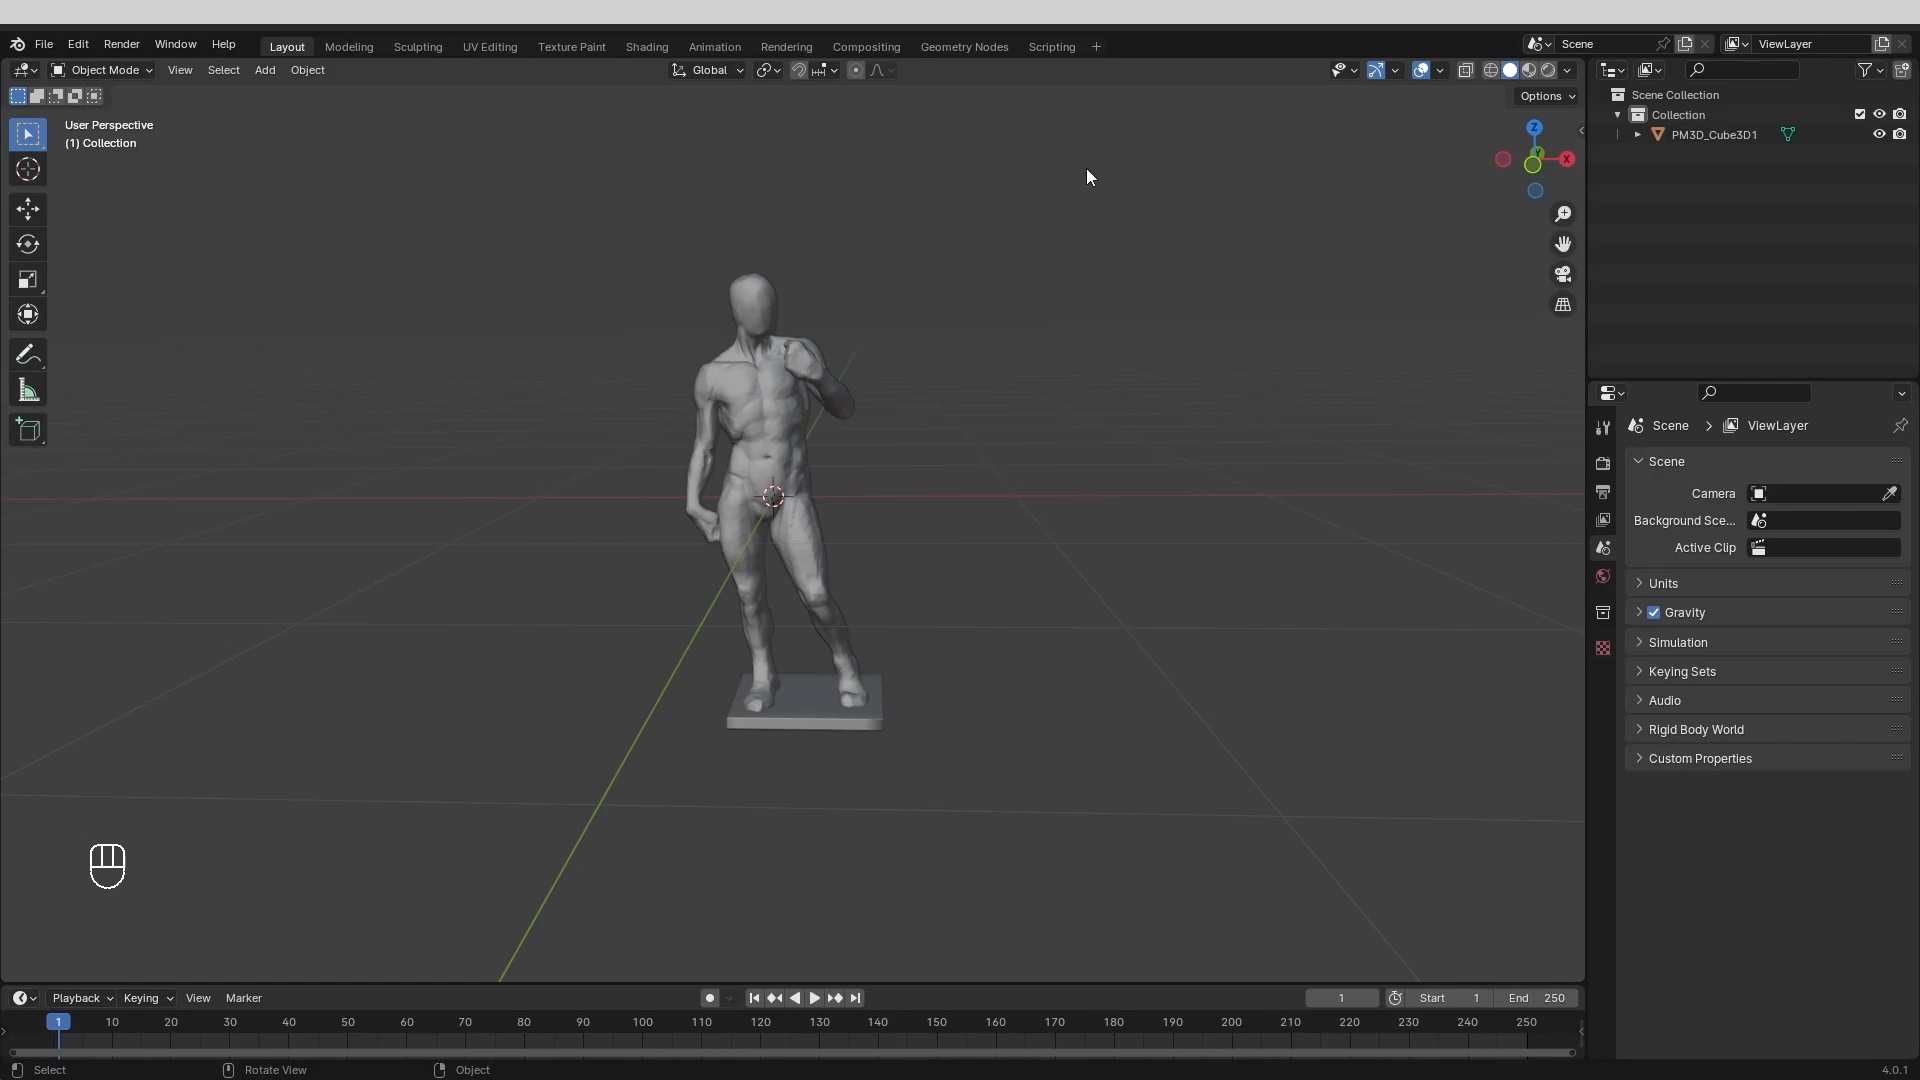 File Edit Render Window Help Layout Modeling Sculpting UV Editing Texture Paint Shading Animation Rendering Compositing Geometry Nodes Scripting + Scene ViewLayer
Object Mode View Select Add Object Global
Options
User Perspective
(1) Collection
Z
Y
X
Scene Collection
Collection
PM3D_Cube3D1
Scene > ViewLayer
Scene
Camera
Background Sce...
Active Clip
Units
Gravity
Simulation
Keying Sets
Audio
Rigid Body World
Custom Properties
Playback Keying View Marker 1 Start 1 End 250
1 10 20 30 40 50 60 70 80 90 100 110 120 130 140 150 160 170 180 190 200 210 220 230 240 250
Select Rotate View Object 4.0.1